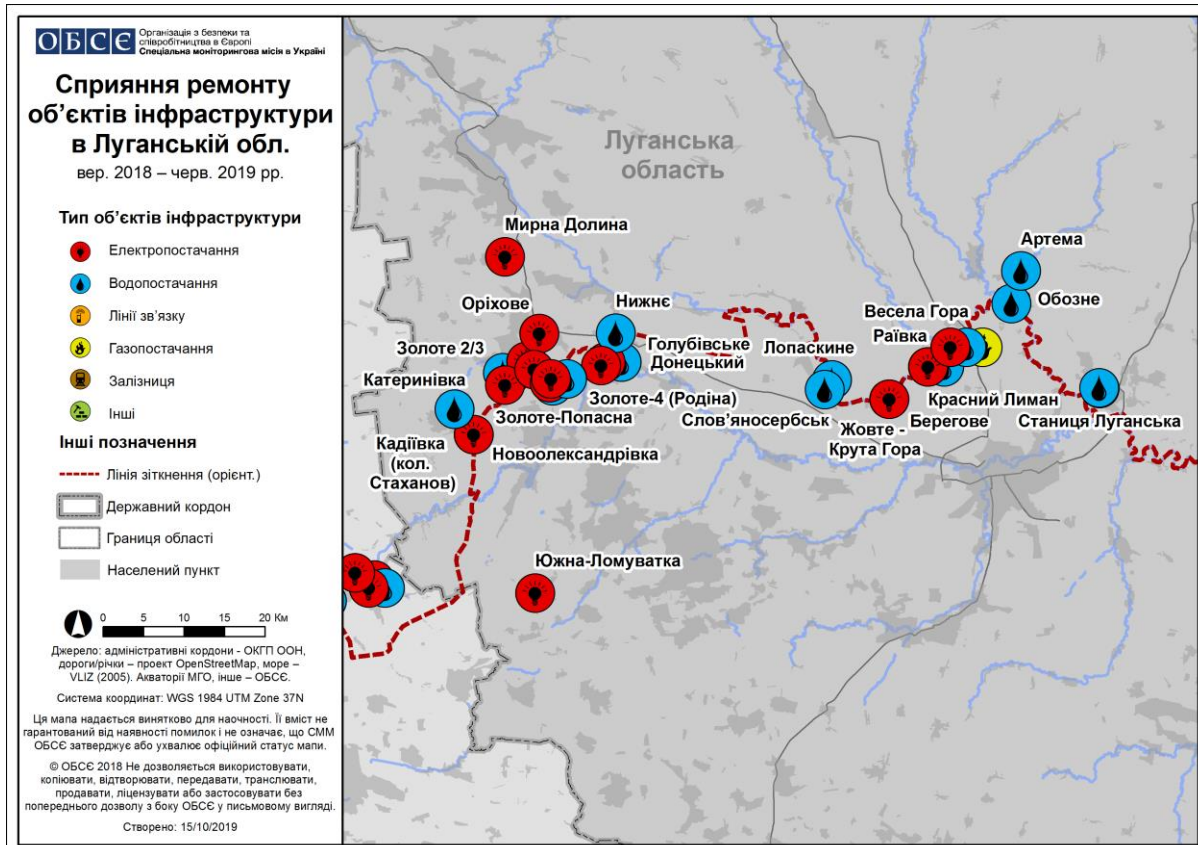 ОБСЄ
Організація з безпеки та
співробітництва в Європі
Спеціальна моніторингова місія в Україні
Сприяння ремонту
об’єктів інфраструктури
в Луганській обл.
вер. 2018 – черв. 2019 рр.
Тип об’єктів інфраструктури
Електропостачання
Водопостачання
Лінії зв’язку
Газопостачання
Залізниця
Інші
Інші позначення
Лінія зіткнення (орієнт.)
Державний кордон
Границя області
Населений пункт
0 5 10 15 20 Км
Джерело: адміністративні кордони - ОКГП ООН,
дороги/річки – проект OpenStreetMap, море –
VLIZ (2005). Акваторії МГО, інше – ОБСЄ.
Система координат: WGS 1984 UTM Zone 37N
Ця мапа надається винятково для наочності. Її вміст не
гарантований від наявності помилок і не означає, що СММ
ОБСЄ затверджує або ухвалює офіційний статус мапи.
© ОБСЄ 2018 Не дозволяється використовувати,
копіювати, відтворювати, передавати, транслювати,
продавати, ліцензувати або застосовувати без
попереднього дозволу з боку ОБСЄ у письмовому вигляді.
Створено: 15/10/2019
Луганська
область
Мирна Долина
Артема
Оріхове
Нижнє
Обозне
Весела Гора
Раївка
Золоте 2/3
Голубівське
Донецький
Лопаскине
Катеринівка
Золоте-4 (Родіна)
Красний Лиман
Золоте-Попасна
Слов’яносербськ
Берегове
Станиця Луганська
Жовте -
Крута Гора
Кадіївка
(кол.
Стаханов)
Новоолександрівка
Южна-Ломуватка